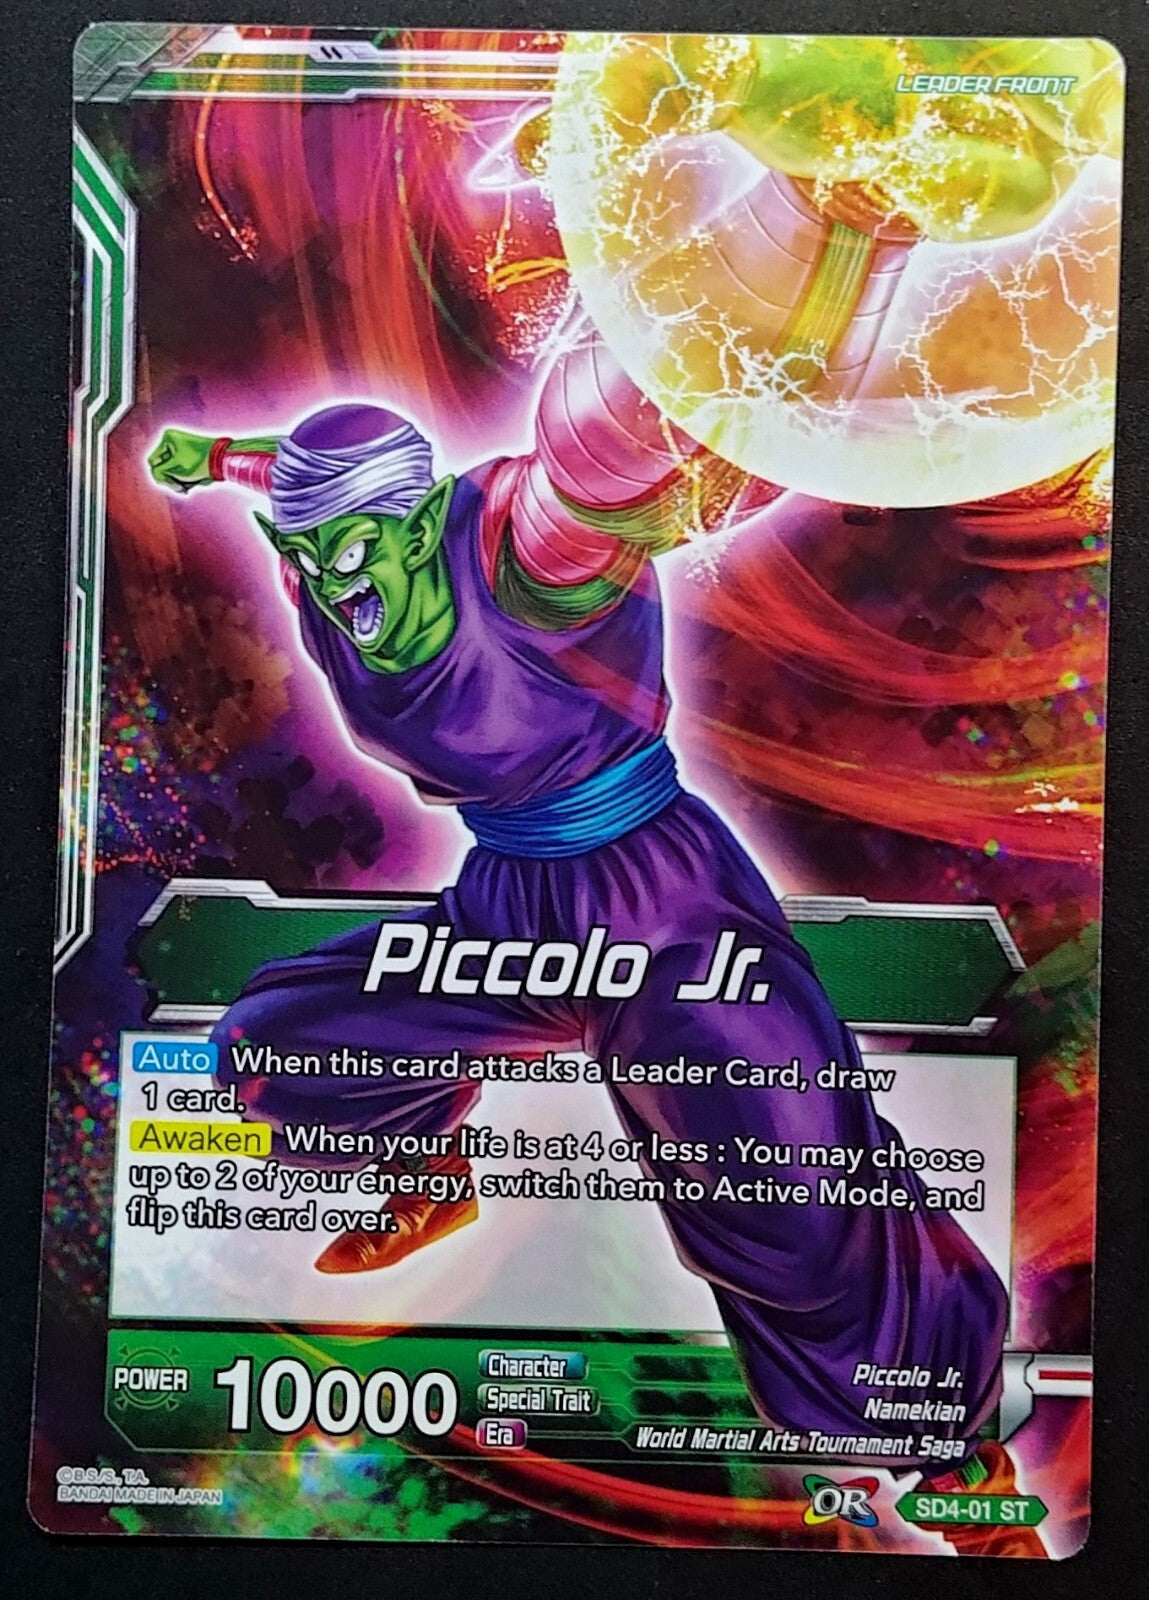 LEADER FRONT
Piccolo Jr.
Auto When this card attacks a Leader Card, draw
1 card.
Awaken When your life is at 4 or less : You may choose
up to 2 of your energy, switch them to Active Mode, and
flip this card over.
POWER 10000
Character Piccolo Jr.
Special Trait Namekian
Era World Martial Arts Tournament Saga
©B.S./S., T.A.
BANDAI MADE IN JAPAN
OR SD4-01 ST